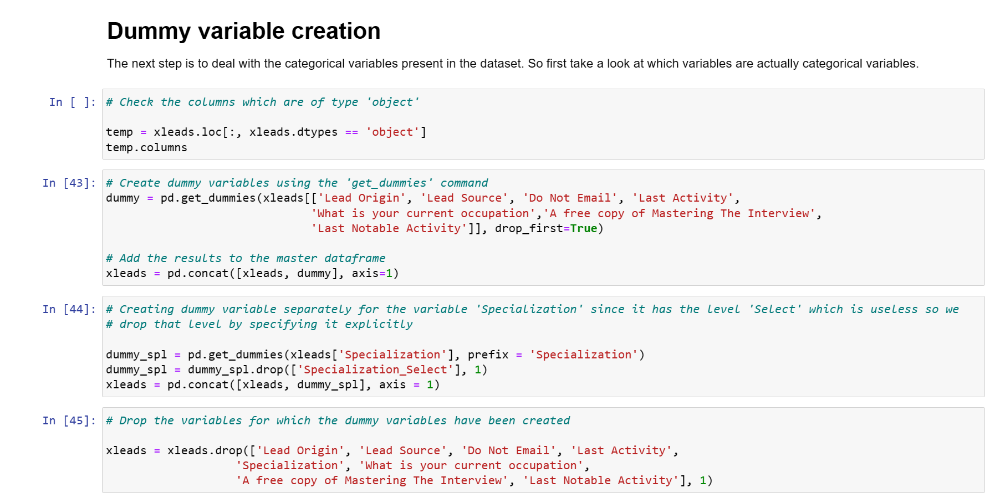 Dummy variable creation
The next step is to deal with the categorical variables present in the dataset. So first take a look at which variables are actually categorical variables.
In [ ]: # Check the columns which are of type 'object'
temp = xleads.loc[:, xleads.dtypes == 'object']
temp.columns
In [43]: # Create dummy variables using the 'get_dummies' command
dummy = pd.get_dummies(xleads[['Lead Origin', 'Lead Source', 'Do Not Email', 'Last Activity',
'What is your current occupation','A free copy of Mastering The Interview',
'Last Notable Activity']], drop_first=True)
# Add the results to the master dataframe
xleads = pd.concat([xleads, dummy], axis=1)
In [44]: # Creating dummy variable separately for the variable 'Specialization' since it has the level 'Select' which is useless so we
# drop that level by specifying it explicitly
dummy_spl = pd.get_dummies(xleads['Specialization'], prefix = 'Specialization')
dummy_spl = dummy_spl.drop(['Specialization_Select'], 1)
xleads = pd.concat([xleads, dummy_spl], axis = 1)
In [45]: # Drop the variables for which the dummy variables have been created
xleads = xleads.drop(['Lead Origin', 'Lead Source', 'Do Not Email', 'Last Activity',
'Specialization', 'What is your current occupation',
'A free copy of Mastering The Interview', 'Last Notable Activity'], 1)